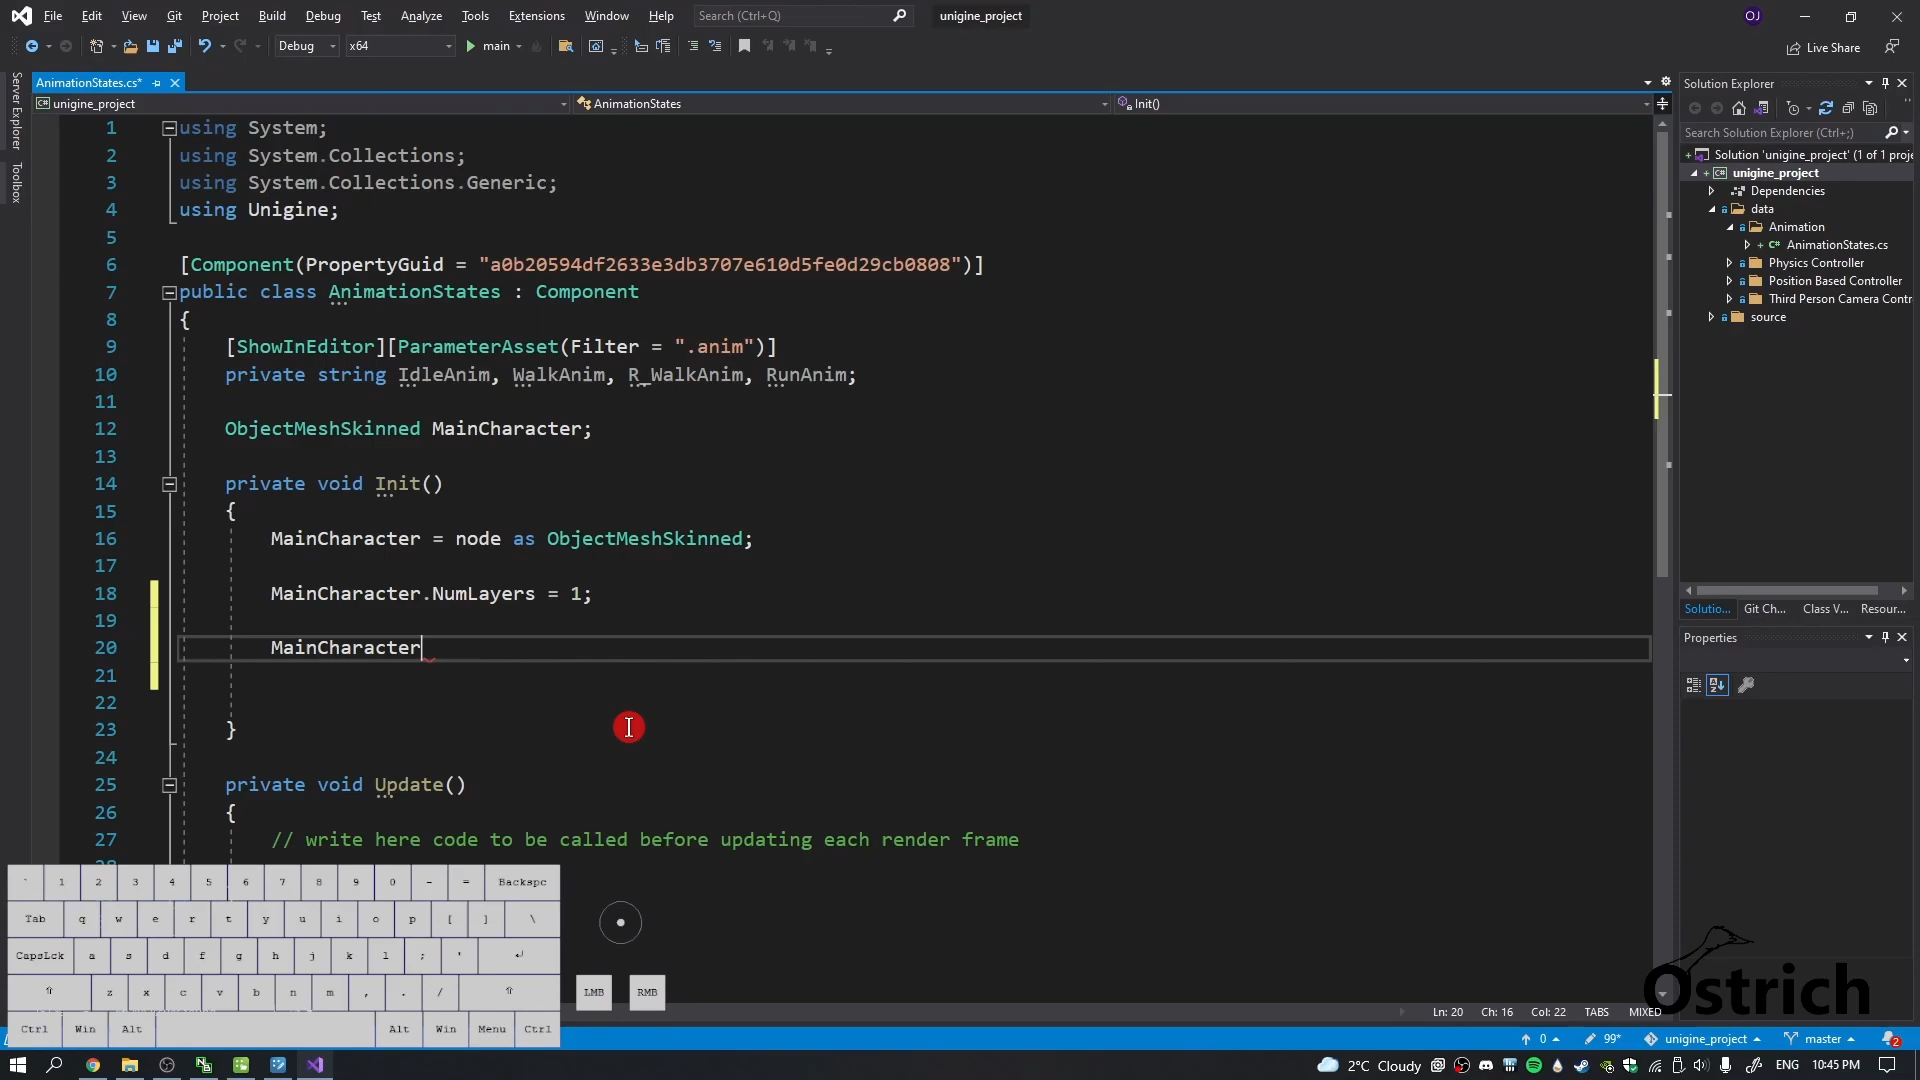 File Edit View Git Project Build Debug Test Analyze Tools Extensions Window Help Search (Ctrl+Q) unigine_project OJ
Debug x64 main Live Share
Server Explorer
Toolbox
AnimationStates.cs*
unigine_project AnimationStates Init()
1 using System;
2 using System.Collections;
3 using System.Collections.Generic;
4 using Unigine;
5
6 [Component(PropertyGuid = "a0b20594df2633e3db3707e610d5fe0d29cb0808")]
7 public class AnimationStates : Component
8 {
9 [ShowInEditor][ParameterAsset(Filter = ".anim")]
10 private string IdleAnim, WalkAnim, R_WalkAnim, RunAnim;
11
12 ObjectMeshSkinned MainCharacter;
13
14 private void Init()
15 {
16 MainCharacter = node as ObjectMeshSkinned;
17
18 MainCharacter.NumLayers = 1;
19
20 MainCharacter
21
22
23 }
24
25 private void Update()
26 {
27 // write here code to be called before updating each render frame
Solution Explorer
Search Solution Explorer (Ctrl+;)
Solution 'unigine_project' (1 of 1 proje
unigine_project
Dependencies
data
Animation
AnimationStates.cs
Physics Controller
Position Based Controller
Third Person Camera Contr
source
Solutio... Git Ch... Class V... Resour...
Properties
` 1 2 3 4 5 6 7 8 9 0 - = Backspc
Tab q w e r t y u i o p [ ] \
CapsLck a s d f g h j k l ; '
z x c v b n m , . /
Ctrl Win Alt Alt Win Menu Ctrl
LMB RMB
Ostrich
Ln: 20 Ch: 16 Col: 22 TABS MIXED
0 99* unigine_project master 2
2°C Cloudy ENG 10:45 PM